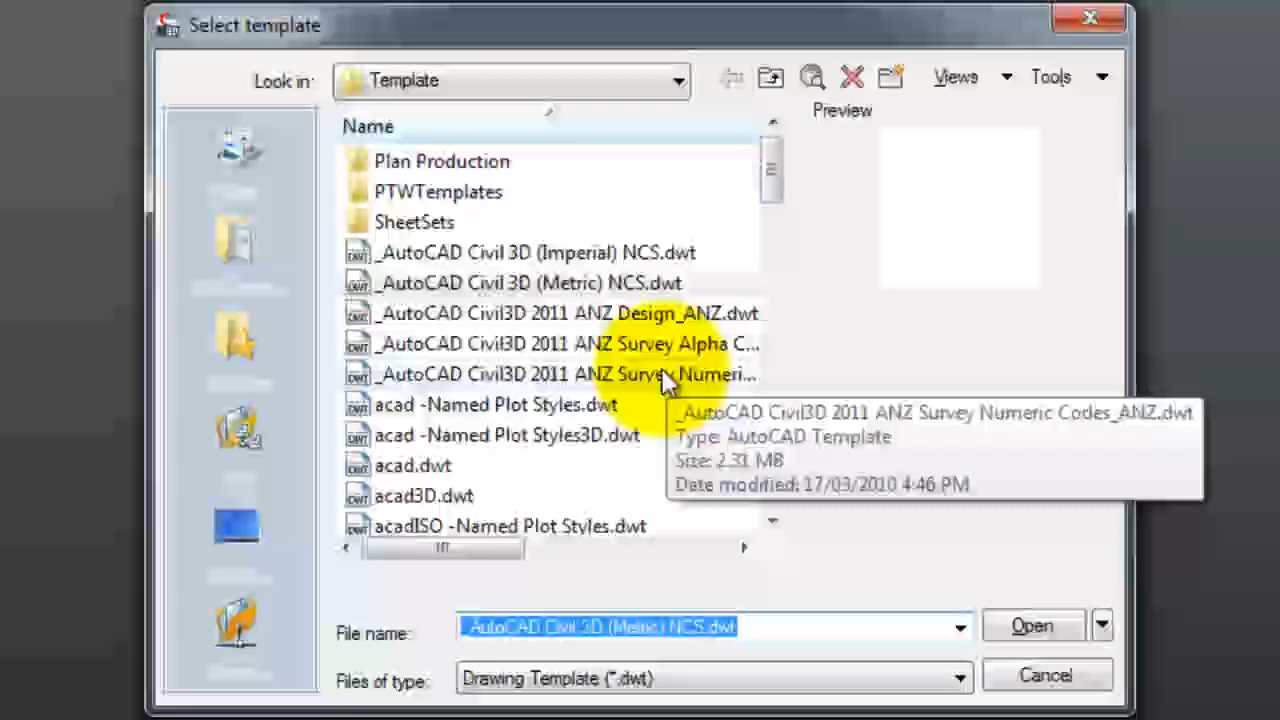 Select template
Look in: Template Views Tools
Preview
Name
Plan Production
PTWTemplates
SheetSets
_AutoCAD Civil 3D (Imperial) NCS.dwt
_AutoCAD Civil 3D (Metric) NCS.dwt
_AutoCAD Civil3D 2011 ANZ Design_ANZ.dwt
_AutoCAD Civil3D 2011 ANZ Survey Alpha C...
_AutoCAD Civil3D 2011 ANZ Survey Numeri...
acad -Named Plot Styles.dwt
acad -Named Plot Styles3D.dwt
acad.dwt
acad3D.dwt
acadISO -Named Plot Styles.dwt
_AutoCAD Civil3D 2011 ANZ Survey Numeric Codes_ANZ.dwt
Type: AutoCAD Template
Size: 2.31 MB
Date modified: 17/03/2010 4:46 PM
File name: _AutoCAD Civil 3D (Metric) NCS.dwt Open
Files of type: Drawing Template (*.dwt) Cancel